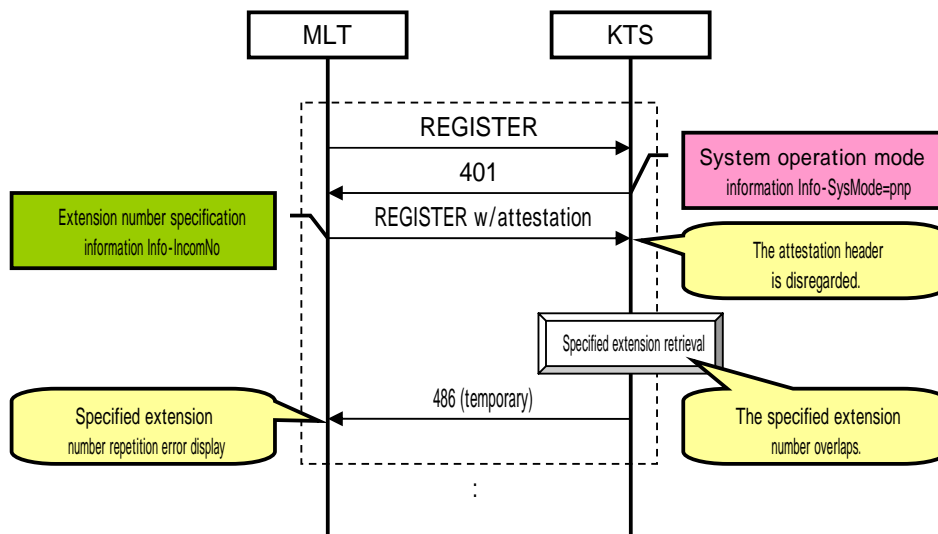 MLT
KTS
REGISTER
401
System operation mode
information Info-SysMode=pnp
Extension number specification
information Info-IncomNo
REGISTER w/attestation
The attestation header
is disregarded.
Specified extension retrieval
486 (temporary)
Specified extension
number repetition error display
The specified extension
number overlaps.
: